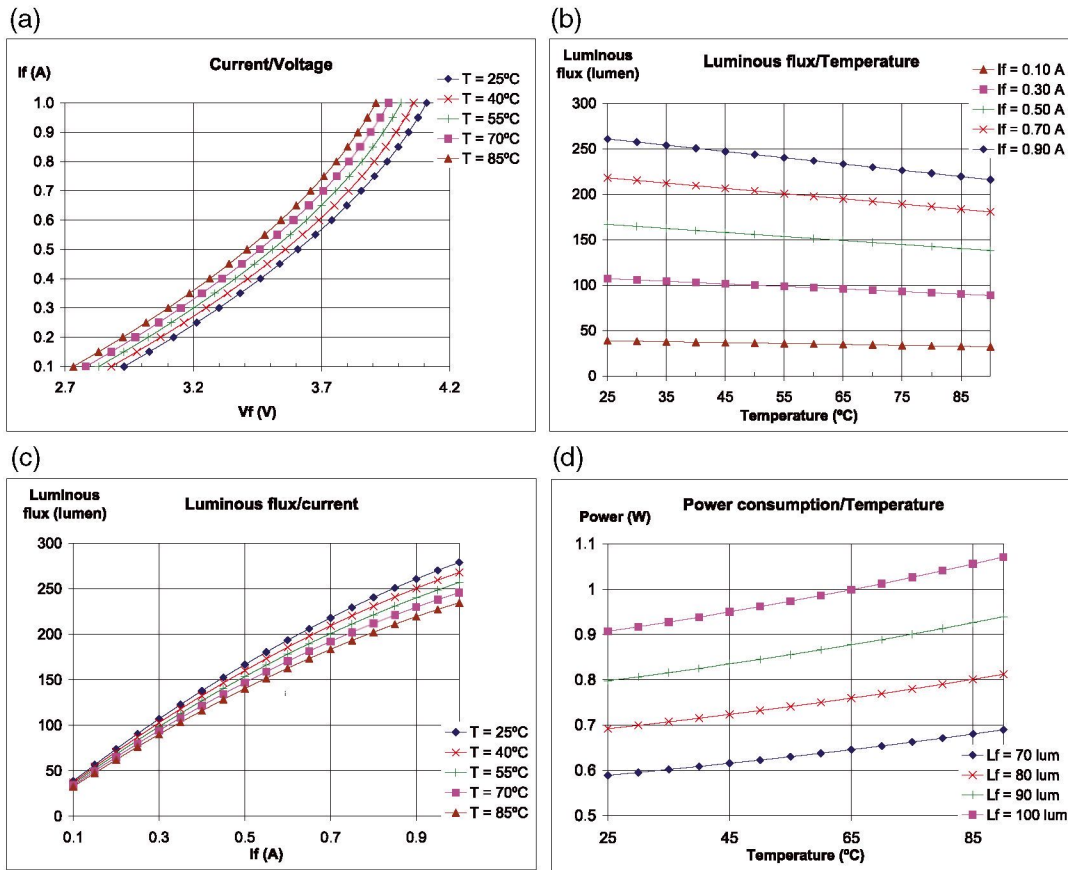 (a)
Current/Voltage
If (A)
T = 25ºC
T = 40ºC
T = 55ºC
T = 70ºC
T = 85ºC
1.0
0.9
0.8
0.7
0.6
0.5
0.4
0.3
0.2
0.1
2.7 3.2 3.7 4.2
Vf (V)
(b)
Luminous flux (lumen)
Luminous flux/Temperature
If = 0.10 A
If = 0.30 A
If = 0.50 A
If = 0.70 A
If = 0.90 A
300
250
200
150
100
50
0
25 35 45 55 65 75 85
Temperature (ºC)
(c)
Luminous flux (lumen)
Luminous flux/current
300
250
200
150
100
50
0
T = 25ºC
T = 40ºC
T = 55ºC
T = 70ºC
T = 85ºC
0.1 0.3 0.5 0.7 0.9
If (A)
(d)
Power consumption/Temperature
Power (W)
1.1
1
0.9
0.8
0.7
0.6
0.5
Lf = 70 lum
Lf = 80 lum
Lf = 90 lum
Lf = 100 lum
25 45 65 85
Temperature (ºC)